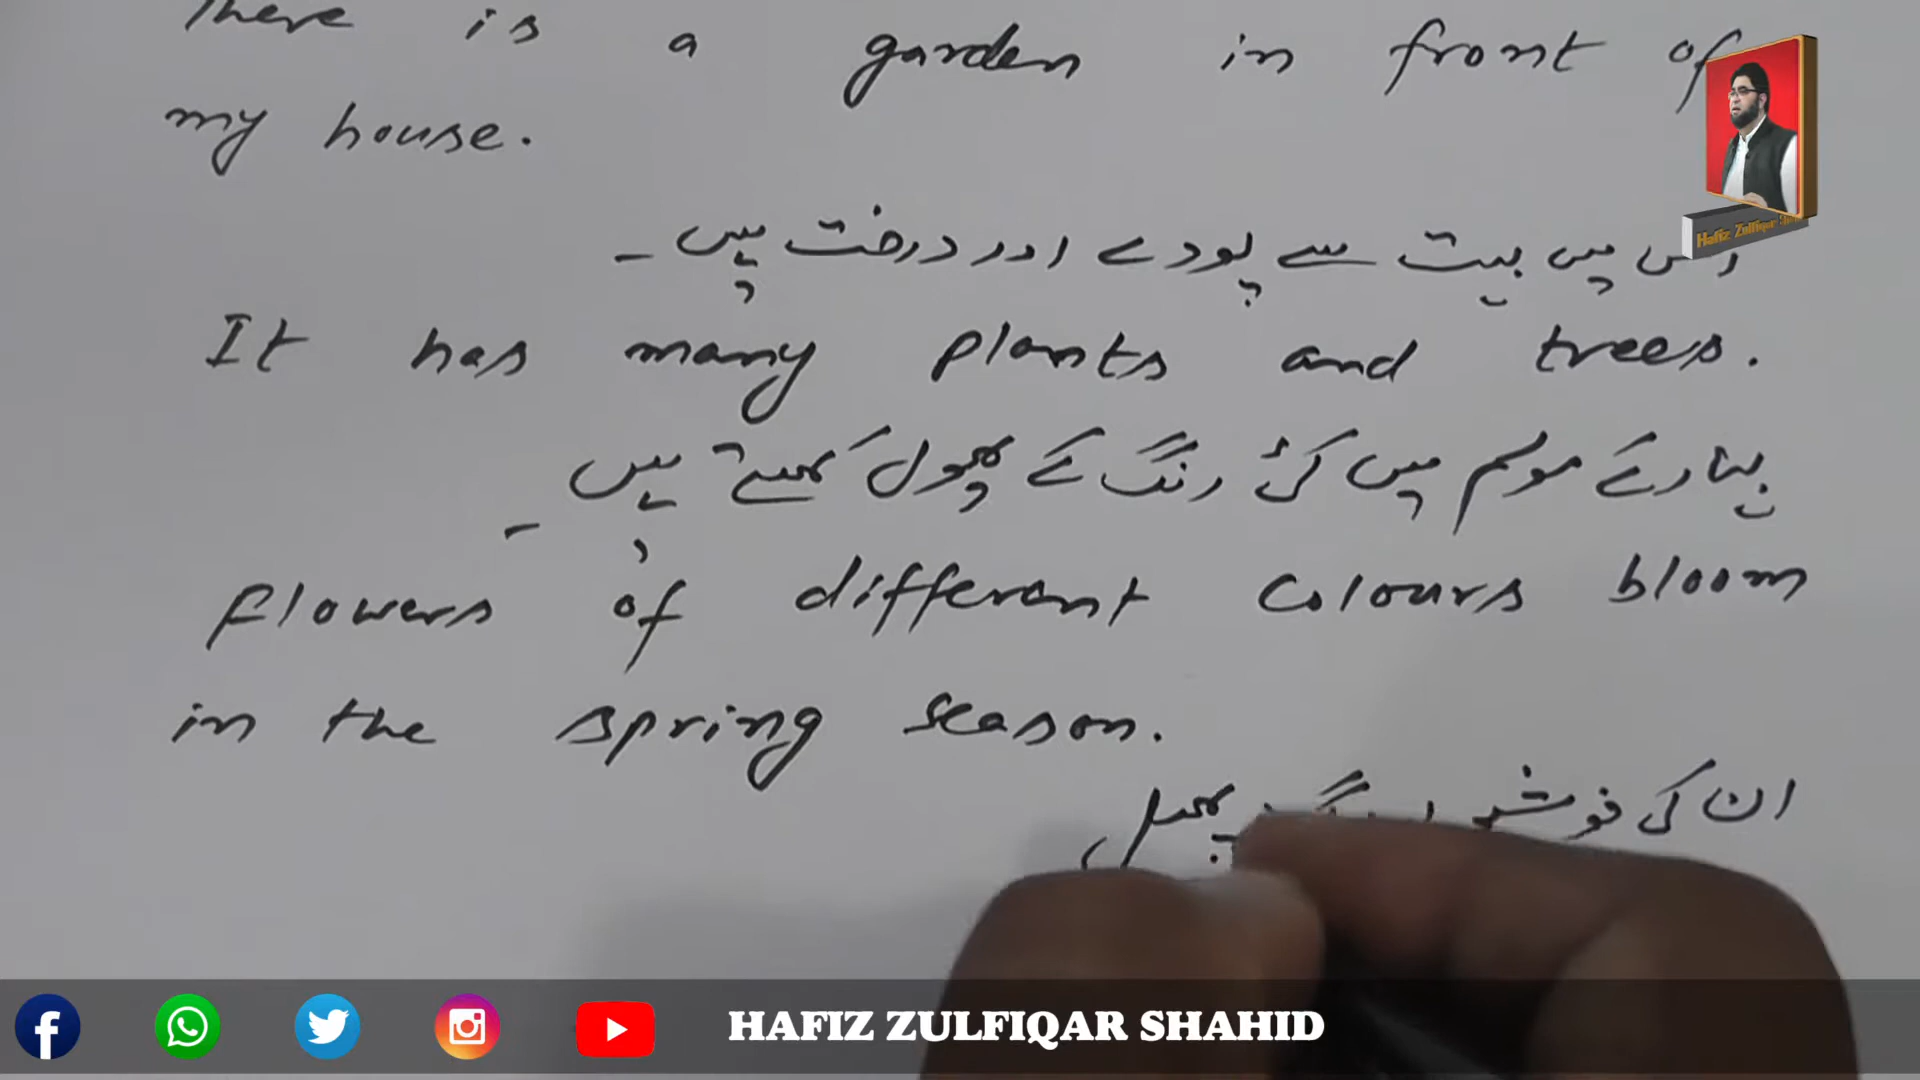 There is a garden in front of
my house.
اس میں بہت سے پودے اور درخت ہیں ۔
It has many plants and trees.
بہار کے موسم میں کئی رنگ کے پھول کھلتے ہیں ۔
flowers of different colours bloom
in the spring season.
ان کی خوشبو
Hafiz Zulfiqar
HAFIZ ZULFIQAR SHAHID